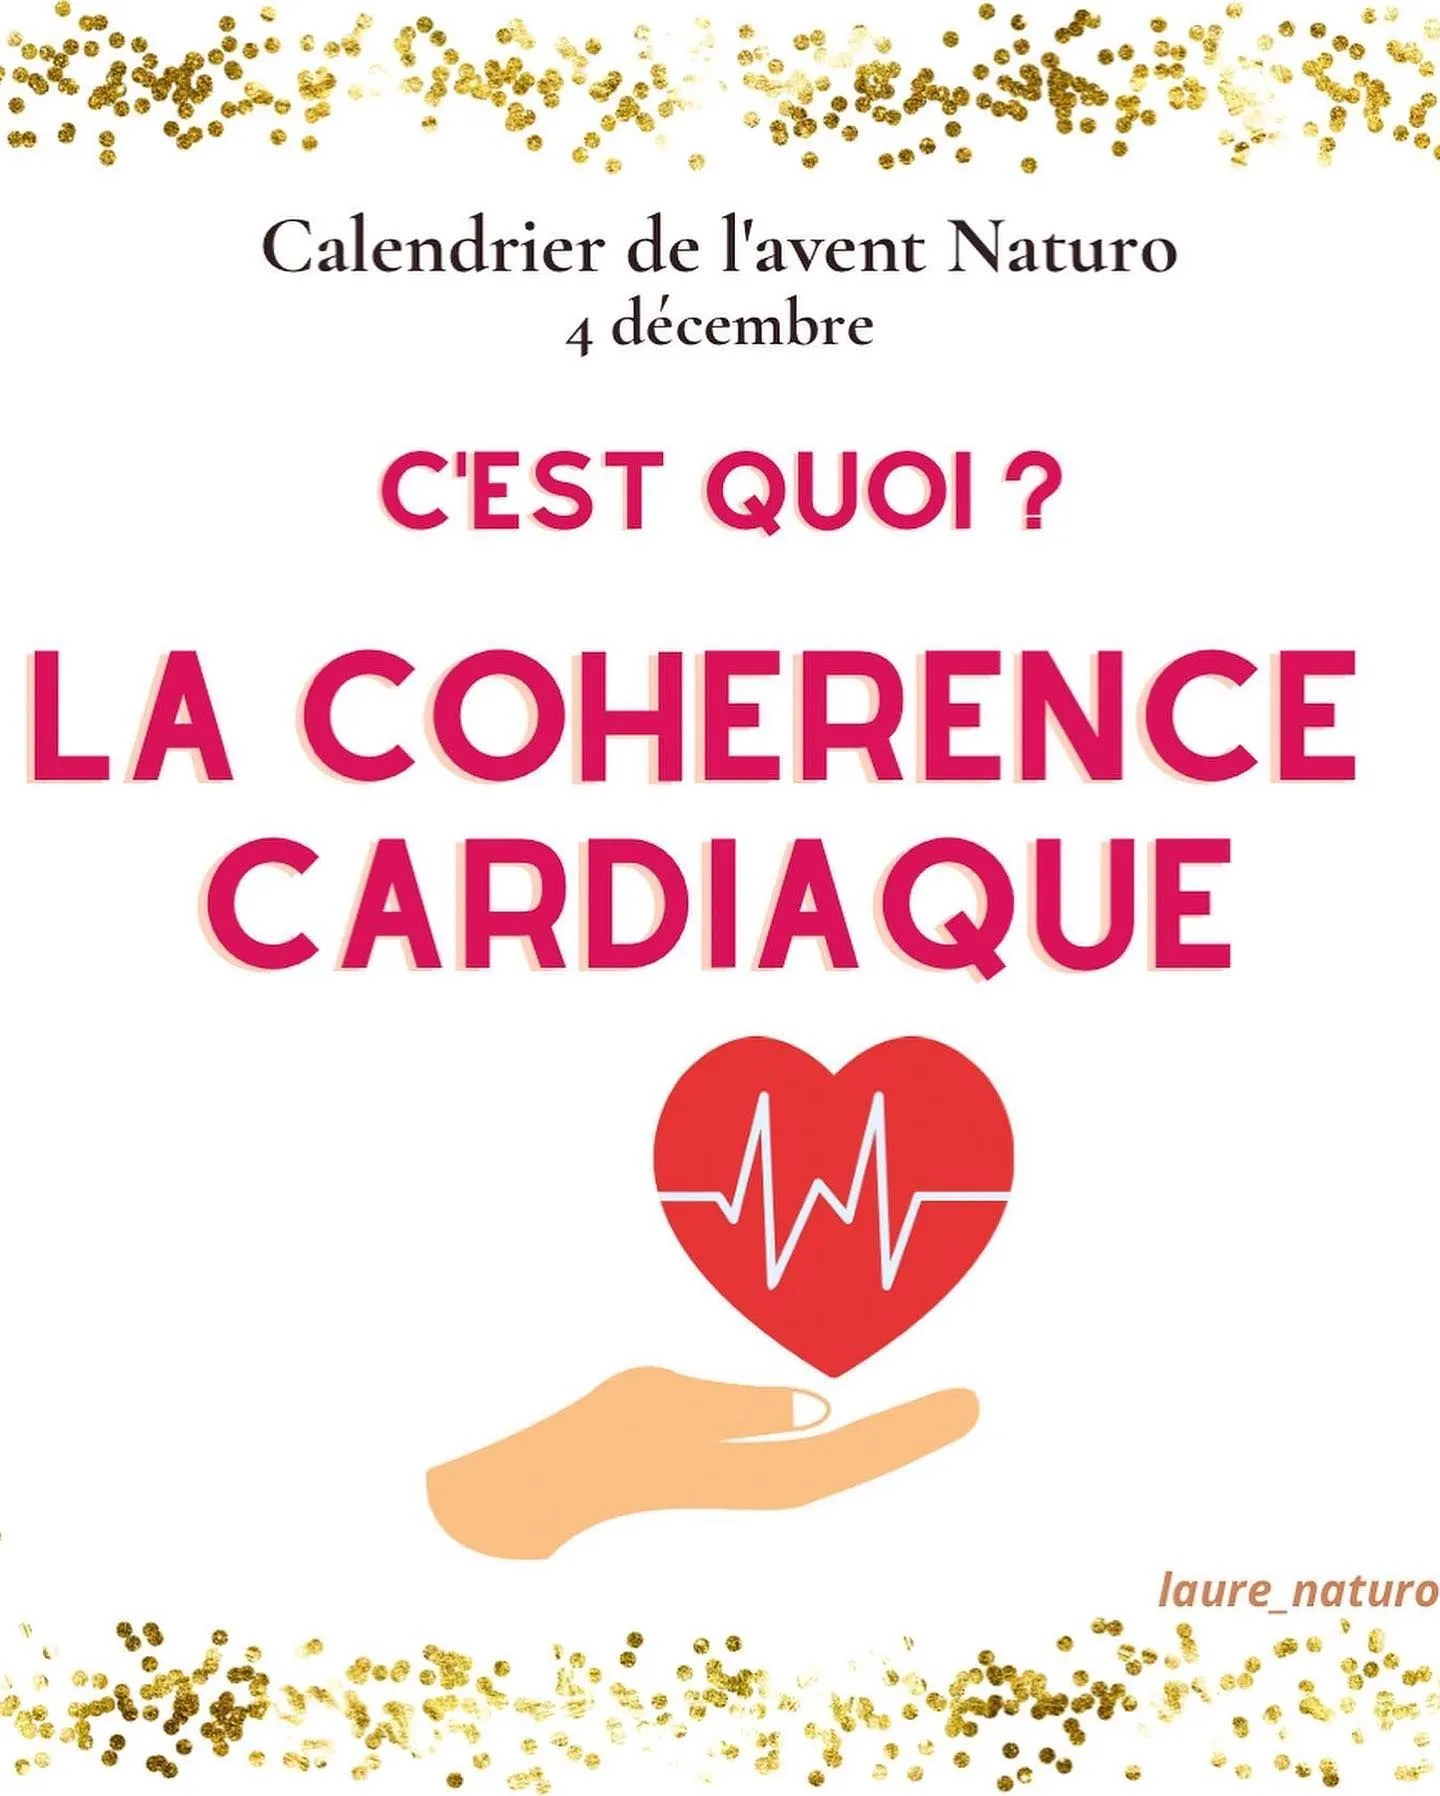 Calendrier de l'avent Naturo
4 décembre
C'EST QUOI ?
LA COHERENCE
CARDIAQUE
laure_naturo